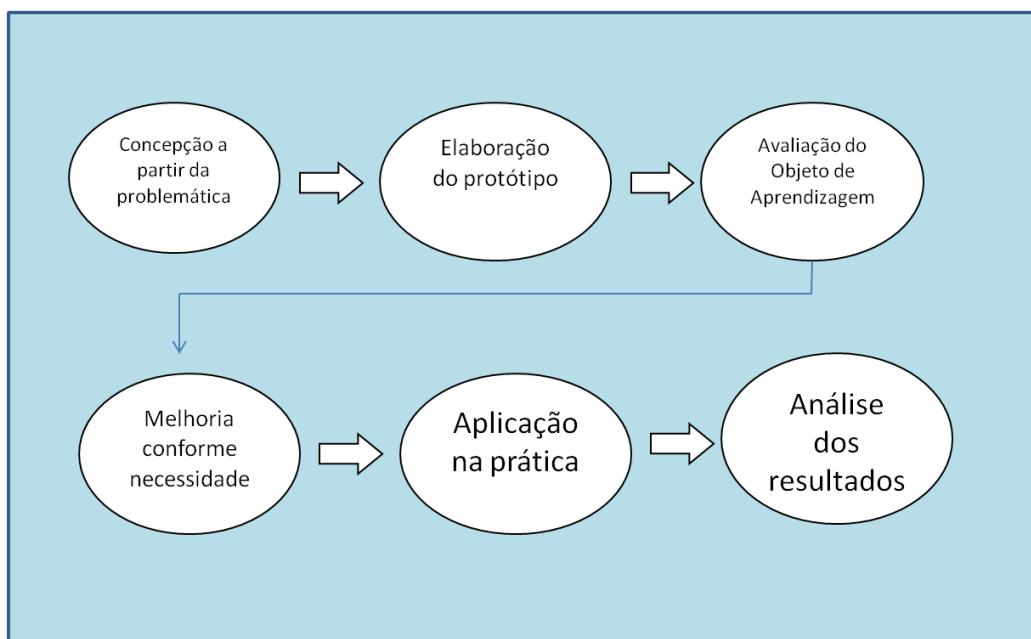 Concepção a
partir da
problemática
Elaboração
do protótipo
Avaliação do
Objeto de
Aprendizagem
Melhoria
conforme
necessidade
Aplicação
na prática
Análise
dos
resultados